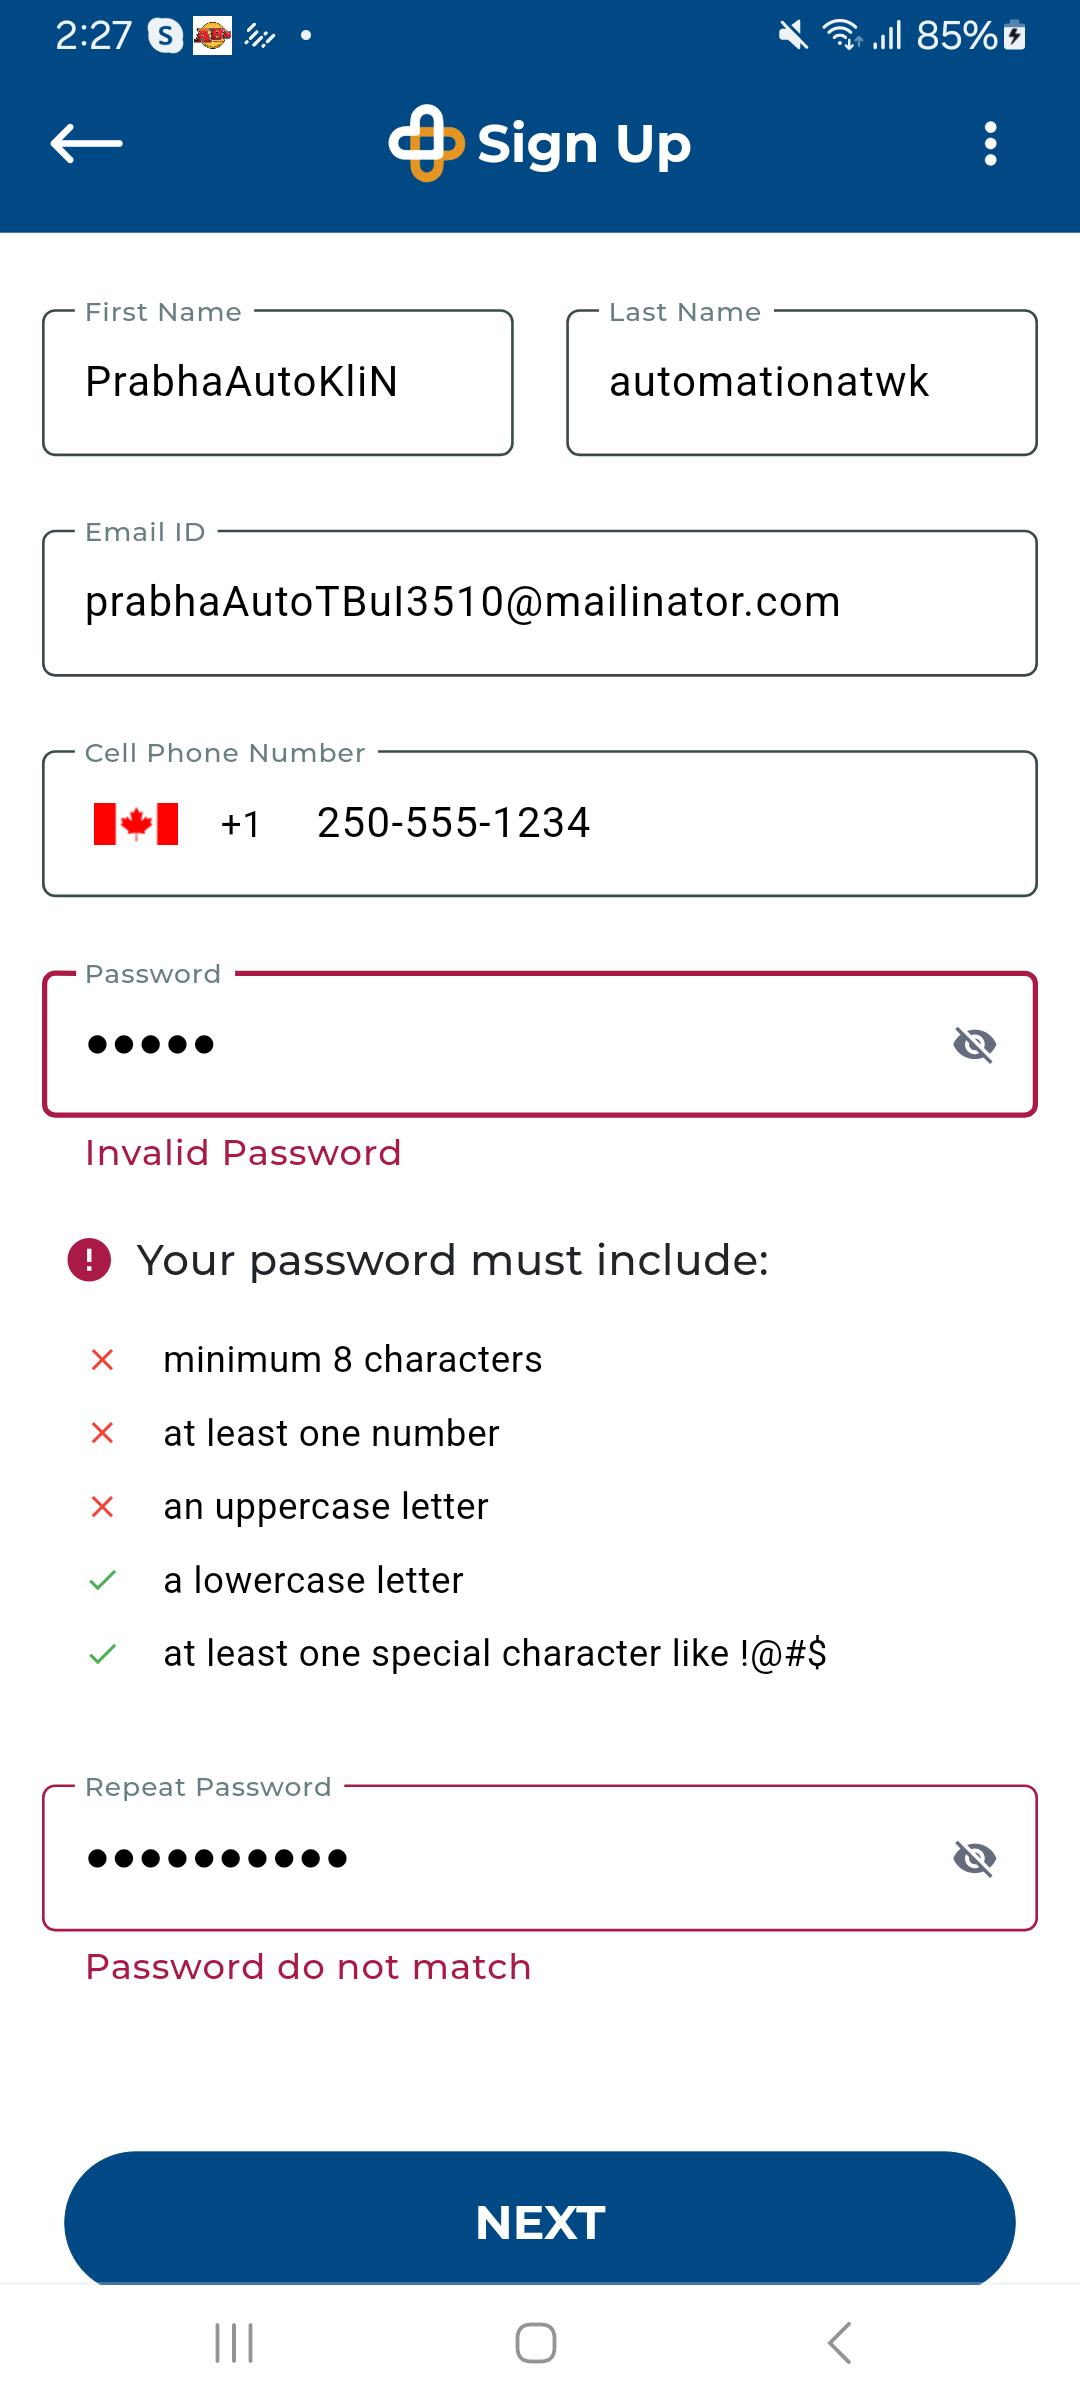 2:27
85%
Sign Up
First Name
Last Name
PrabhaAutoKliN
automationatwk
Email ID
prabhaAutoTBuI3510@mailinator.com
Cell Phone Number
+1 250-555-1234
Password
•••••
Invalid Password
Your password must include:
minimum 8 characters
at least one number
an uppercase letter
a lowercase letter
at least one special character like !@#$
Repeat Password
••••••••••
Password do not match
NEXT